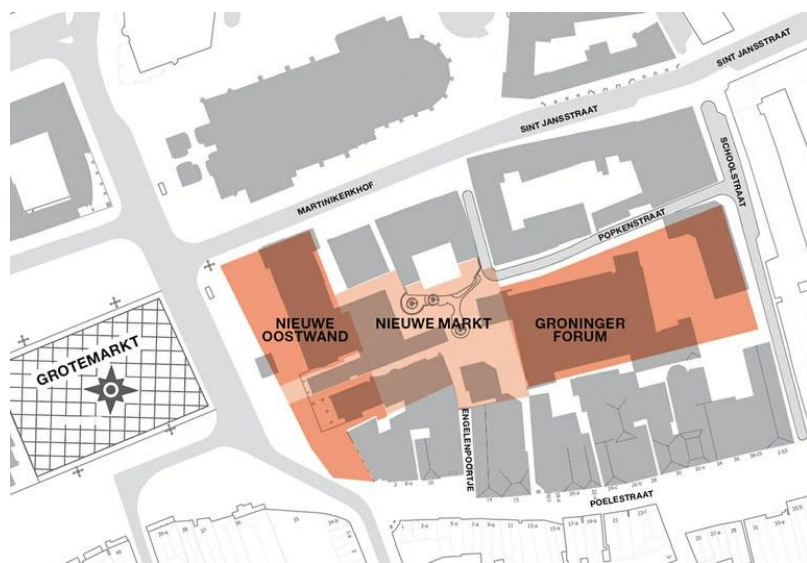 SINT JANSSTRAAT
SINT JANSSTRAAT
SCHOOLSTRAAT
MARTINIKERKHOF
POPKENSTRAAT
NIEUWE
OOSTWAND
NIEUWE MARKT
GRONINGER
FORUM
GROTEMARKT
ENGELENPOORTJE
POELESTRAAT